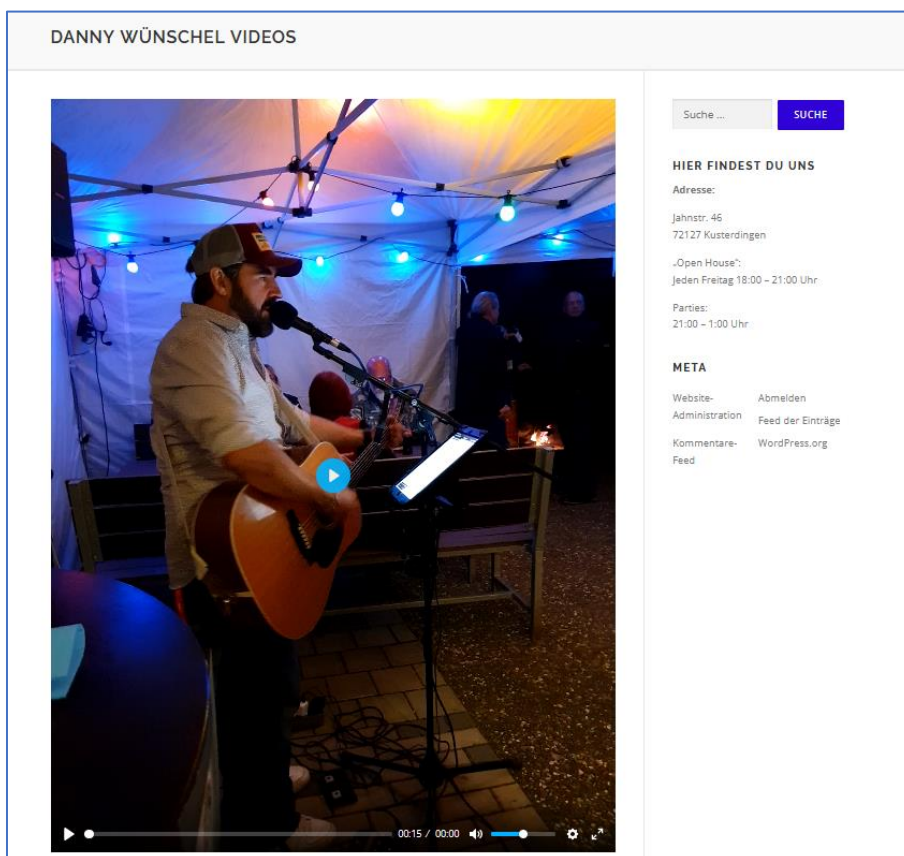 DANNY WÜNSCHEL VIDEOS
Suche ...
SUCHE
HIER FINDEST DU UNS
Adresse:
Jahnstr. 46
72127 Kusterdingen
„Open House“:
Jeden Freitag 18:00 – 21:00 Uhr
Parties:
21:00 – 1:00 Uhr
META
Website-
Administration
Kommentare-
Feed
Abmelden
Feed der Einträge
WordPress.org
00:15 / 00:00